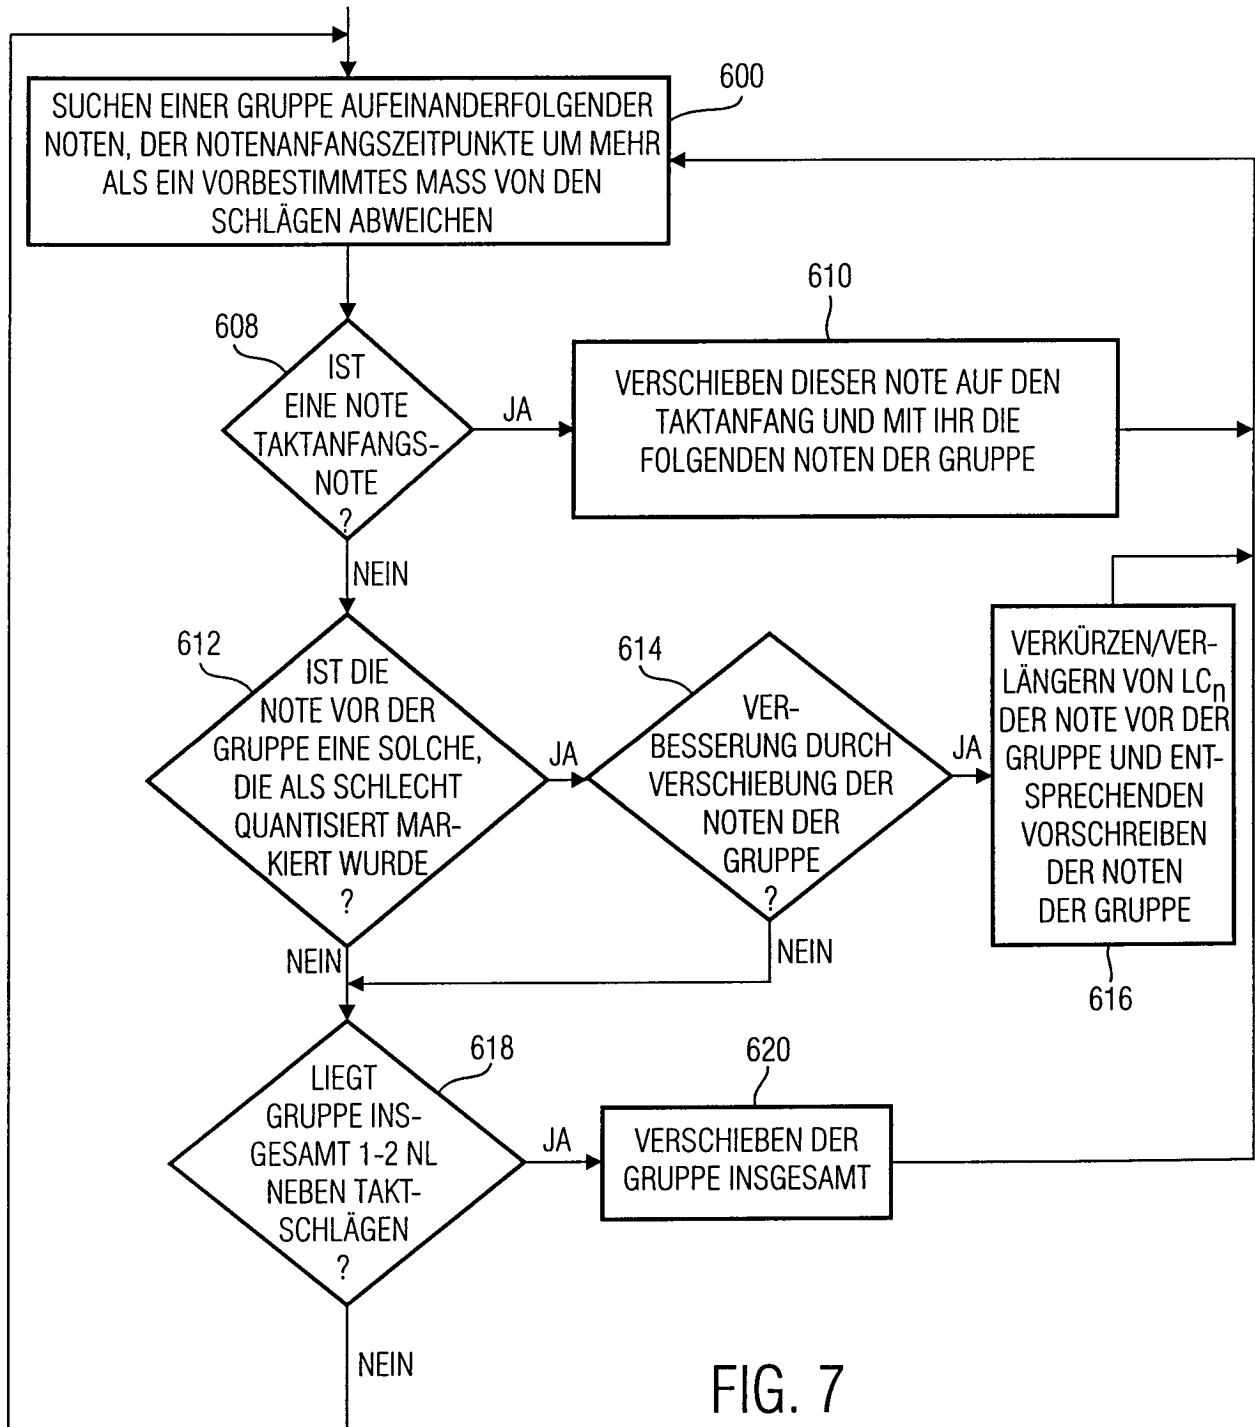 600
SUCHEN EINER GRUPPE AUFEINANDERFOLGENDER
NOTEN, DER NOTENANFANGSZEITPUNKTE UM MEHR
ALS EIN VORBESTIMMTES MASS VON DEN
SCHLÄGEN ABWEICHEN
608
IST
EINE NOTE
TAKTANFANGS-
NOTE
?
JA
610
VERSCHIEBEN DIESER NOTE AUF DEN
TAKTANFANG UND MIT IHR DIE
FOLGENDEN NOTEN DER GRUPPE
NEIN
612
IST DIE
NOTE VOR DER
GRUPPE EINE SOLCHE,
DIE ALS SCHLECHT
QUANTISIERT MAR-
KIERT WURDE
?
JA
614
VER-
BESSERUNG DURCH
VERSCHIEBUNG DER
NOTEN DER
GRUPPE
?
JA
VERKÜRZEN/VER-
LÄNGERN VON LCn
DER NOTE VOR DER
GRUPPE UND ENT-
SPRECHENDEN
VORSCHREIBEN
DER NOTEN
DER GRUPPE
616
NEIN
NEIN
618
LIEGT
GRUPPE INS-
GESAMT 1-2 NL
NEBEN TAKT-
SCHLÄGEN
?
JA
620
VERSCHIEBEN DER
GRUPPE INSGESAMT
NEIN
FIG. 7